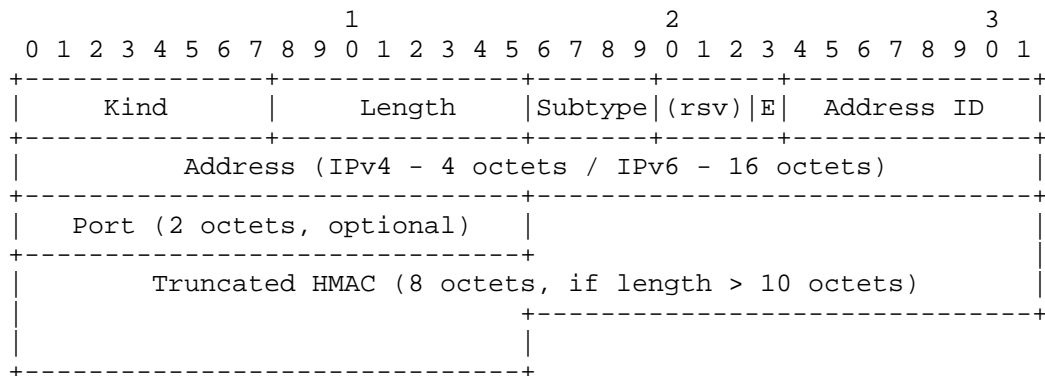 1                   2                   3
 0 1 2 3 4 5 6 7 8 9 0 1 2 3 4 5 6 7 8 9 0 1 2 3 4 5 6 7 8 9 0 1
+---------------+---------------+-------+-------+---------------+
|     Kind      |     Length    |Subtype|(rsv)|E|  Address ID   |
+---------------+---------------+-------+-------+---------------+
|          Address (IPv4 - 4 octets / IPv6 - 16 octets)         |
+-------------------------------+-------------------------------+
|   Port (2 octets, optional)   |                               |
+-------------------------------+                               |
|        Truncated HMAC (8 octets, if length > 10 octets)       |
|                               +-------------------------------+
|                               |
+-------------------------------+